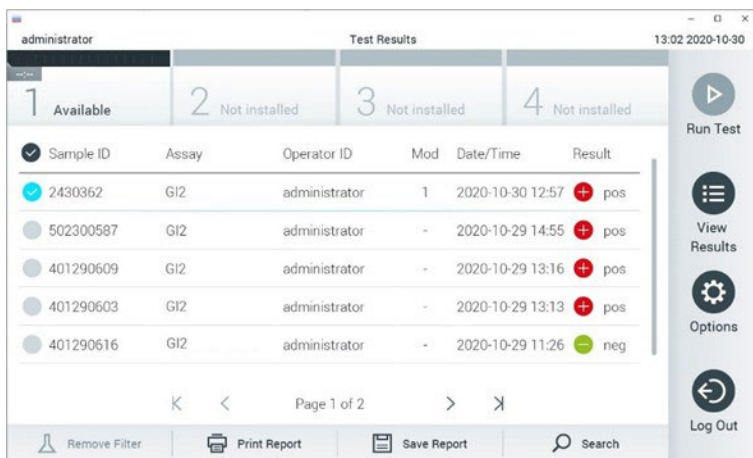 administrator Test Results 13:02 2020-10-30
--:--
1 Available 2 Not installed 3 Not installed 4 Not installed
Run Test
Sample ID Assay Operator ID Mod Date/Time Result
2430362 GI2 administrator 1 2020-10-30 12:57 pos
502300587 GI2 administrator - 2020-10-29 14:55 pos
View
Results
401290609 GI2 administrator - 2020-10-29 13:16 pos
401290603 GI2 administrator - 2020-10-29 13:13 pos
Options
401290616 GI2 administrator - 2020-10-29 11:26 neg
Page 1 of 2
Log Out
Remove Filter Print Report Save Report Search